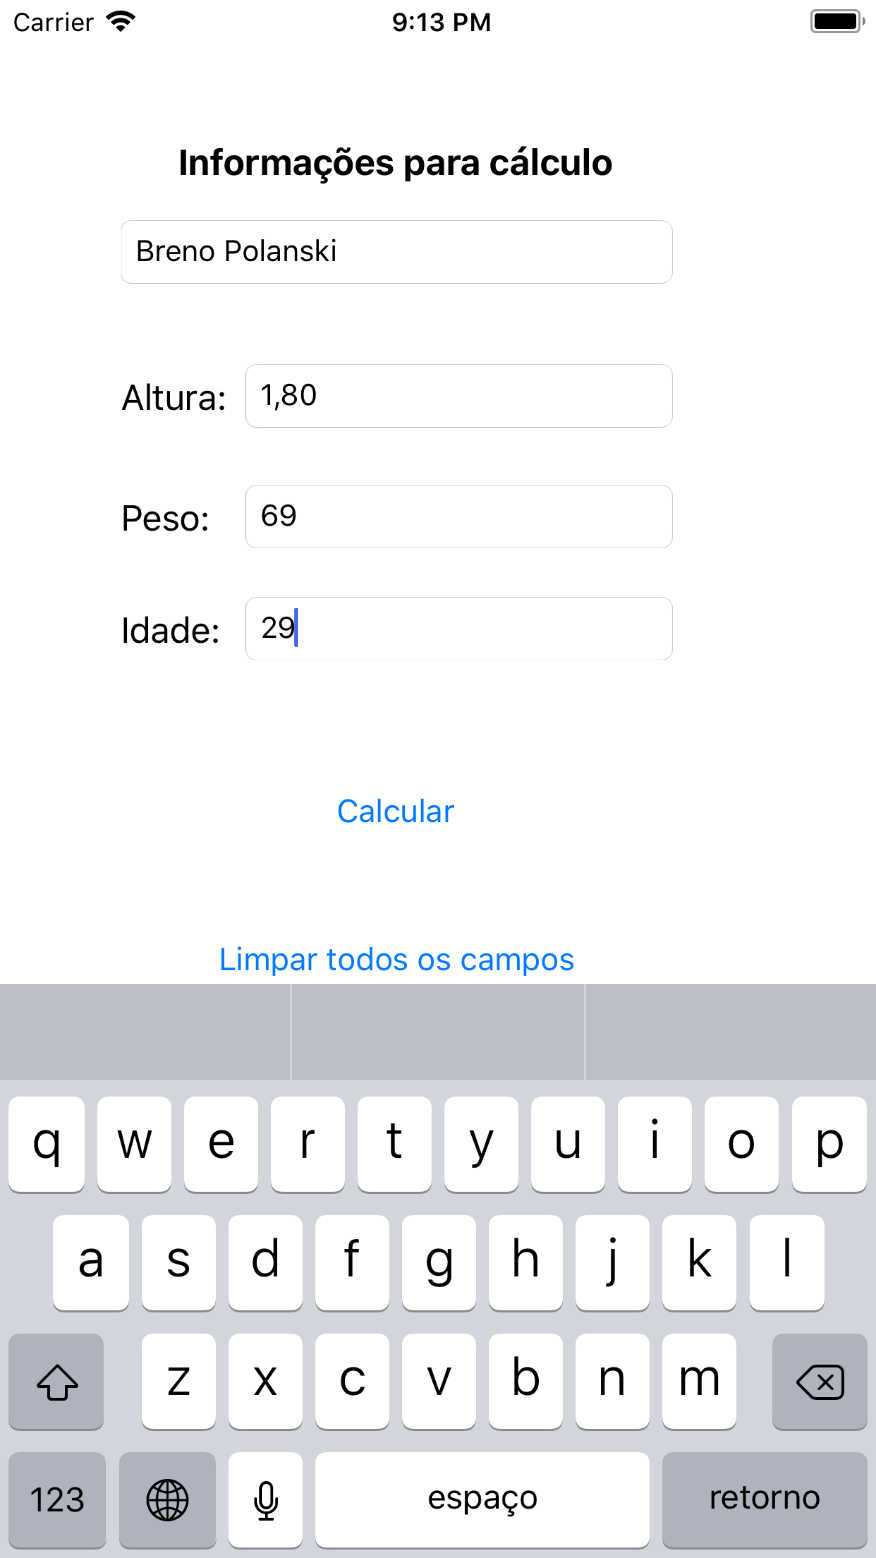 Carrier 9:13 PM
Informações para cálculo
Breno Polanski
Altura: 1,80
Peso: 69
Idade: 29
Calcular
Limpar todos os campos
q w e r t y u i o p
a s d f g h j k l
z x c v b n m
123 espaço retorno